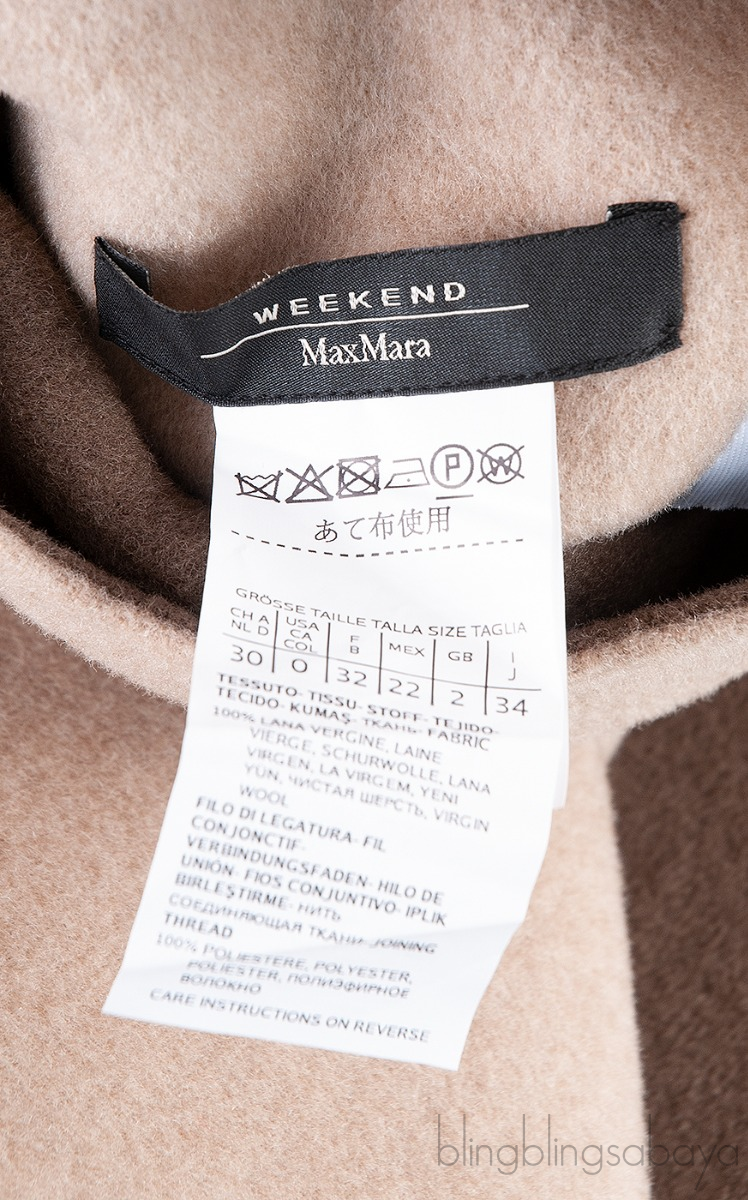 WEEKEND
MaxMara
P W
あて布使用
GRÖSSE TAILLE TALLA SIZE TAGLIA
CH A NL D USA CA COL F B MEX GB I J
30 0 32 22 2 34
TESSUTO- TISSU- STOFF- TEJIDO-
TECIDO- KUMAŞ- ТКАНЬ- FABRIC
100% LANA VERGINE, LAINE
VIERGE, SCHURWOLLE, LANA
VIRGEN, LA VIRGEM, YENI
YÜN, ЧИСТАЯ ШЕРСТЬ, VIRGIN
WOOL
FILO DI LEGATURA- FIL
CONJONCTIF-
VERBINDUNGSFADEN- HILO DE
UNIÓN- FIOS CONJUNTIVO- IPLIK
BIRLEŞTIRME- НИТЬ
СОЕДИНЯЮЩАЯ ТКАНИ- JOINING
THREAD
100% POLIESTERE, POLYESTER,
POLIESTER, ПОЛИЭФИРНОЕ
ВОЛОКНО
CARE INSTRUCTIONS ON REVERSE
blingblingsabaya